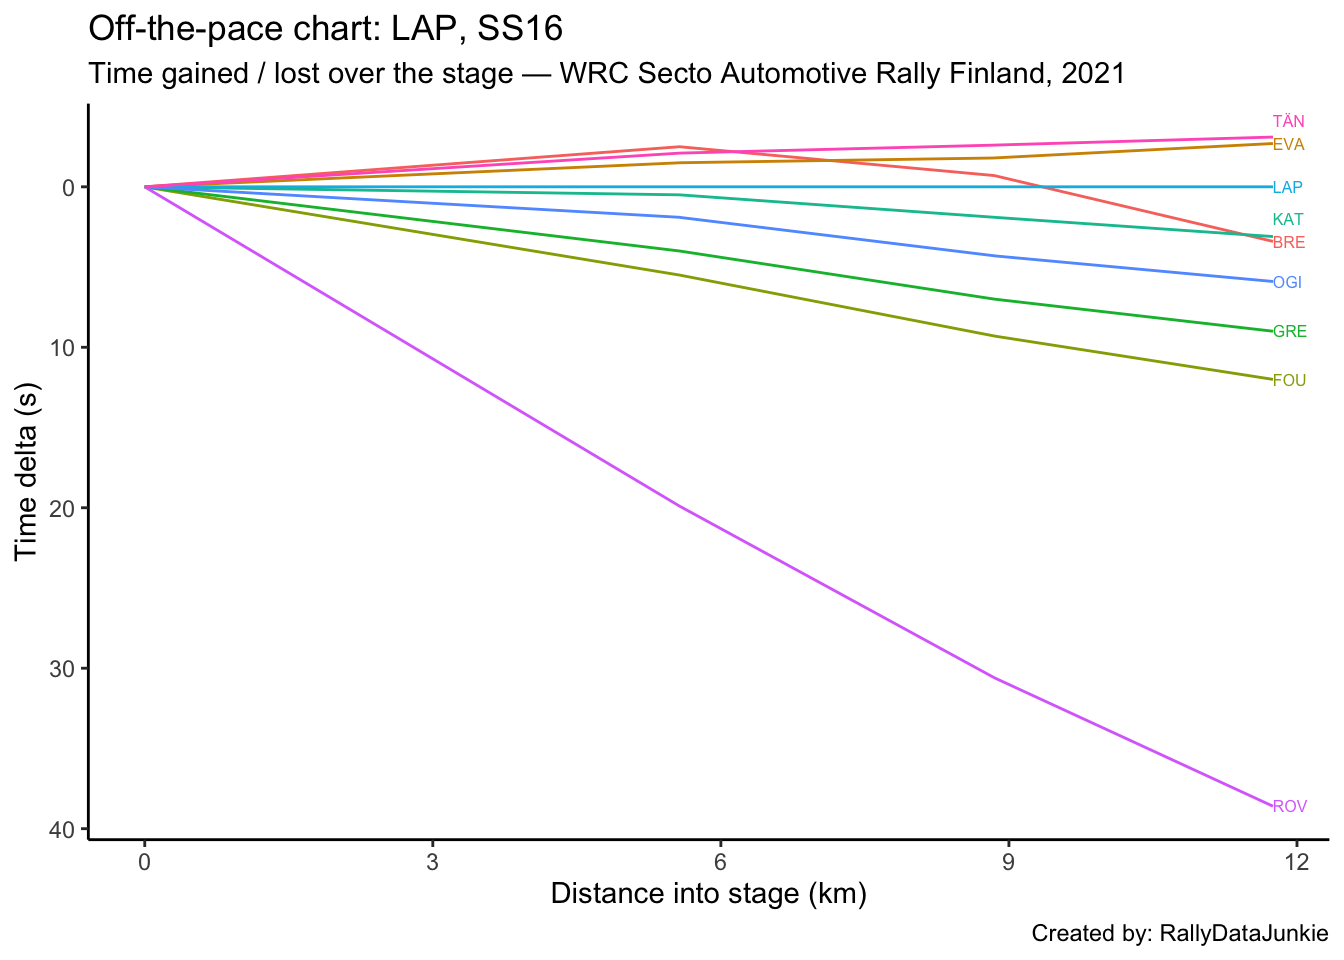 Off-the-pace chart: LAP, SS16
Time gained / lost over the stage — WRC Secto Automotive Rally Finland, 2021
TÄN
EVA
LAP
KAT
BRE
OGI
GRE
FOU
ROV
0
10
20
30
40
Time delta (s)
0 3 6 9 12
Distance into stage (km)
Created by: RallyDataJunkie